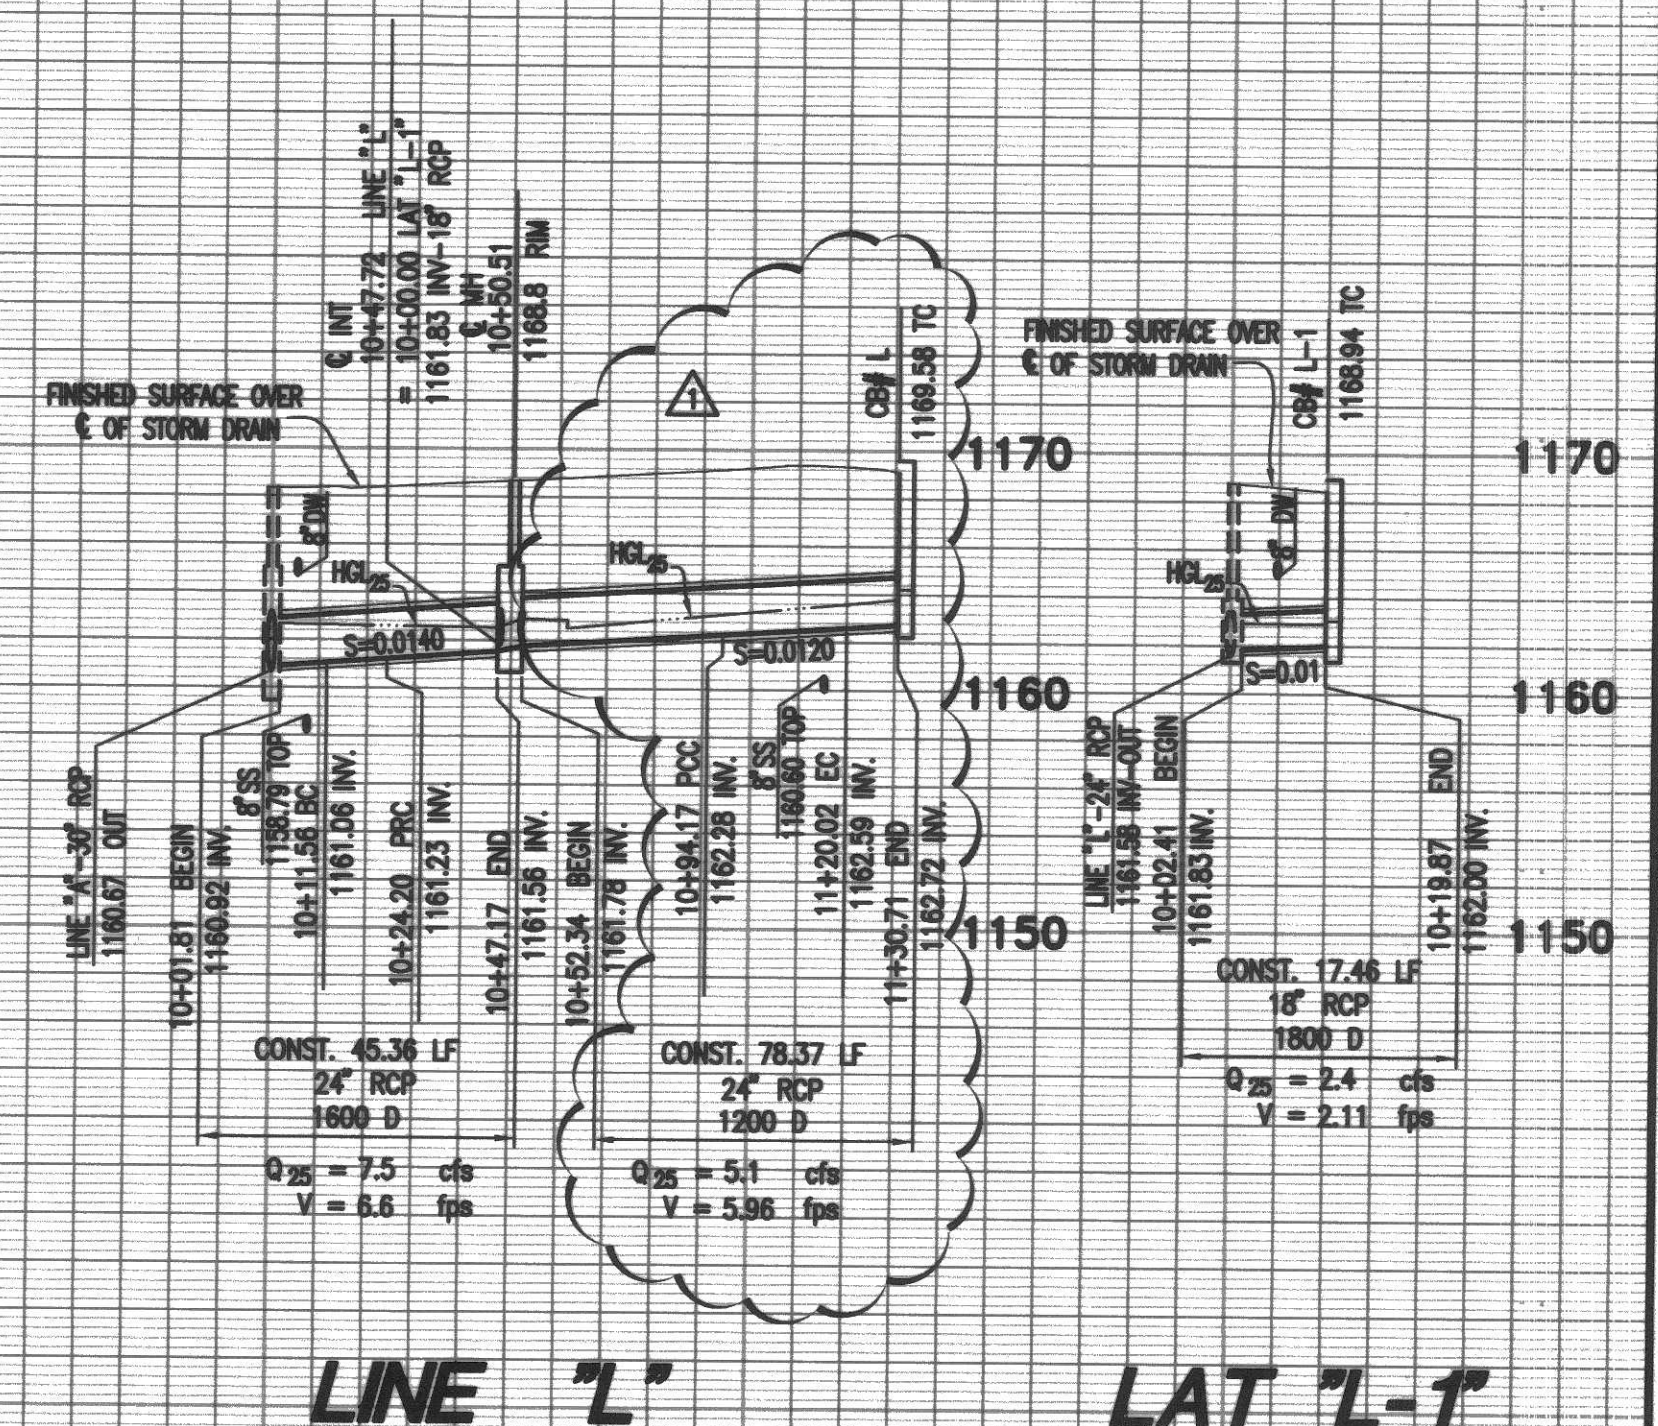 ℄ INT
10+47.72 LINE "L"
= 10+00.00 LAT "L-1"
1161.83 INV-18" RCP
℄ MH
10+50.51
1168.8 RIM
FINISHED SURFACE OVER
℄ OF STORM DRAIN
1
CB# L
1169.58 TC
FINISHED SURFACE OVER
℄ OF STORM DRAIN
CB# L-1
1168.94 TC
1170
1170
8" DW
HGL25
HGL25
8" DW
HGL25
S=0.0140
S=0.0120
S=0.01
1160
1160
LINE "A"-30" RCP
1160.67 OUT
10+01.81 BEGIN
1160.92 INV.
8" SS
1158.79 TOP
10+11.56 BC
1161.06 INV.
10+24.20 PRC
1161.23 INV.
10+47.17 END
1161.56 INV.
10+52.34 BEGIN
1161.78 INV.
10+94.17 PCC
1162.28 INV.
8" SS
1160.60 TOP
11+20.02 EC
1162.59 INV.
11+30.71 END
1162.72 INV.
LINE "L"-24" RCP
1161.58 INV-OUT
10+02.41 BEGIN
1161.83 INV.
10+19.87 END
1162.00 INV.
1150
1150
CONST. 45.36 LF
24" RCP
1600 D
Q25 = 7.5 cfs
V = 6.6 fps
CONST. 78.37 LF
24" RCP
1200 D
Q25 = 5.1 cfs
V = 5.96 fps
CONST. 17.46 LF
18" RCP
1800 D
Q25 = 2.4 cfs
V = 2.11 fps
LINE "L"
LAT "L-1"